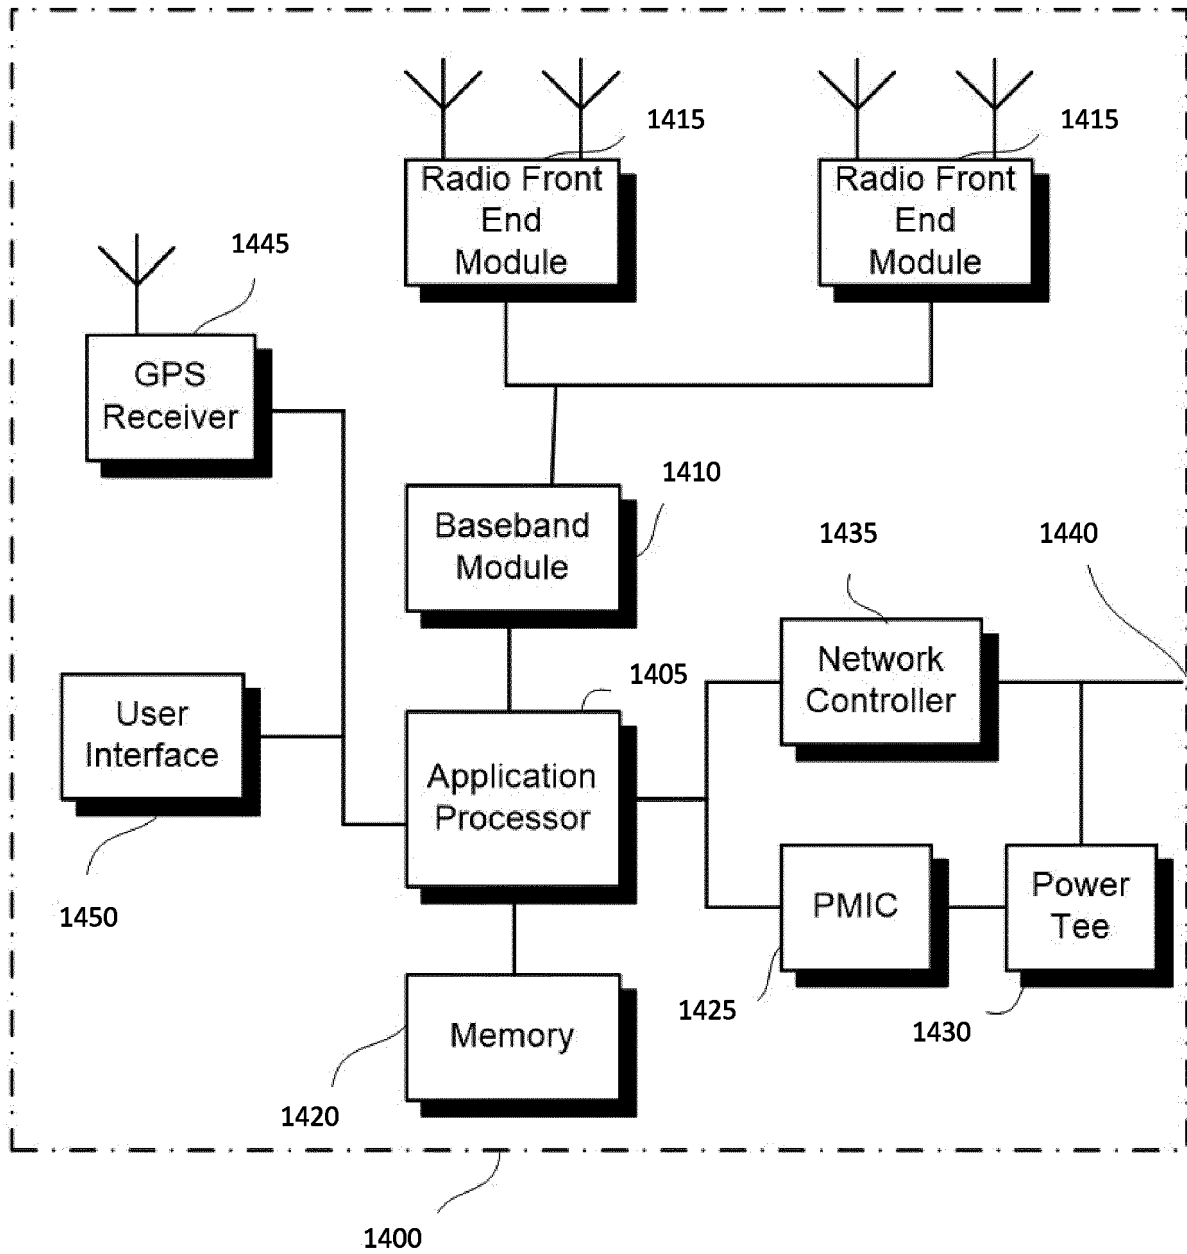 1415
1415
Radio Front
End
Module
Radio Front
End
Module
1445
GPS
Receiver
1410
Baseband
Module
1435
1440
Network
Controller
1405
User
Interface
Application
Processor
PMIC
Power
Tee
1450
1425
1430
Memory
1420
1400